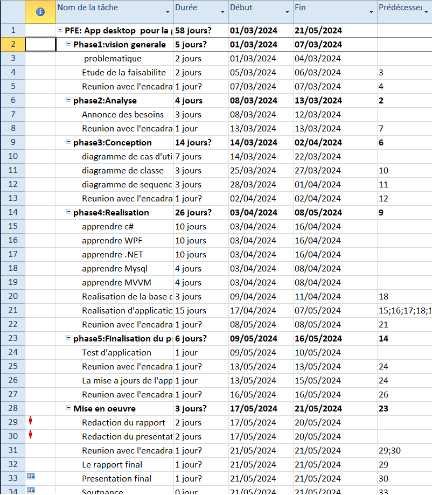 Nom de la tâche Durée Début Fin Prédécesseu
1 PFE: App desktop pour la 58 jours? 01/03/2024 21/05/2024
2 Phase1:vision generale 5 jours? 01/03/2024 07/03/2024
3 problematique 2 jours 01/03/2024 04/03/2024
4 Etude de la faisabilite 2 jours 05/03/2024 06/03/2024 3
5 Reunion avec l'encadra 1 jour? 07/03/2024 07/03/2024 4
6 phase2:Analyse 4 jours 08/03/2024 13/03/2024 2
7 Annonce des besoins 3 jours 08/03/2024 12/03/2024
8 Reunion avec l'encadra 1 jour 13/03/2024 13/03/2024 7
9 phase3:Conception 14 jours? 14/03/2024 02/04/2024 6
10 diagramme de cas d'uti 7 jours 14/03/2024 22/03/2024
11 diagramme de classe 3 jours 25/03/2024 27/03/2024 10
12 diagramme de sequenc 3 jours 28/03/2024 01/04/2024 11
13 Reunion avec l'encadra 1 jour? 02/04/2024 02/04/2024 12
14 phase4:Realisation 26 jours? 03/04/2024 08/05/2024 9
15 apprendre c# 10 jours 03/04/2024 16/04/2024
16 apprendre WPF 10 jours 03/04/2024 16/04/2024
17 apprendre .NET 10 jours 03/04/2024 16/04/2024
18 apprendre Mysql 4 jours 03/04/2024 08/04/2024
19 apprendre MVVM 4 jours 03/04/2024 08/04/2024
20 Realisation de la base d 3 jours 09/04/2024 11/04/2024 18
21 Realisation d'applicatio 15 jours 17/04/2024 07/05/2024 15;16;17;18;1
22 Reunion avec l'encadra 1 jour? 08/05/2024 08/05/2024 21
23 phase5:Finalisation du p 6 jours? 09/05/2024 16/05/2024 14
24 Test d'application 1 jour 09/05/2024 10/05/2024
25 Reunion avec l'encadra 1 jour? 13/05/2024 13/05/2024 24
26 La mise a jours de l'app 1 jour 13/05/2024 15/05/2024 24
27 Reunion avec l'encadra 1 jour? 16/05/2024 16/05/2024 26
28 Mise en oeuvre 3 jours? 17/05/2024 21/05/2024 23
29 Redaction du rapport 2 jours 17/05/2024 20/05/2024
30 Redaction du presentat 2 jours 17/05/2024 20/05/2024
31 Reunion avec l'encadra 1 jour? 21/05/2024 21/05/2024 29;30
32 Le rapport final 1 jour? 21/05/2024 21/05/2024 29
33 Presentation final 1 jour? 21/05/2024 21/05/2024 30
34 Soutnance 0 jour 21/05/2024 21/05/2024 33